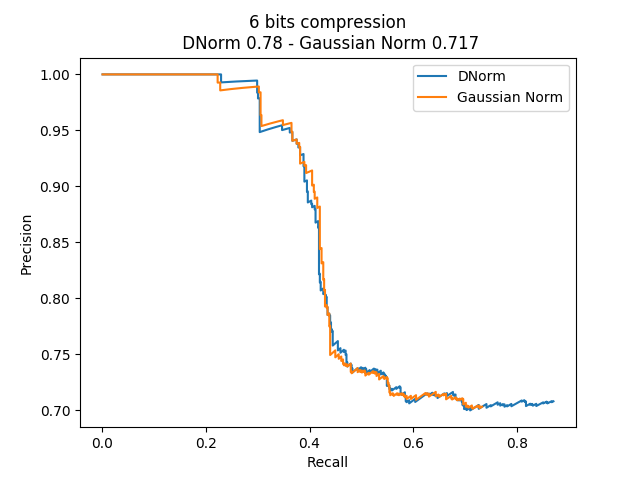 6 bits compression
DNorm 0.78 - Gaussian Norm 0.717
DNorm
Gaussian Norm
Precision
1.00
0.95
0.90
0.85
0.80
0.75
0.70
0.0 0.2 0.4 0.6 0.8
Recall